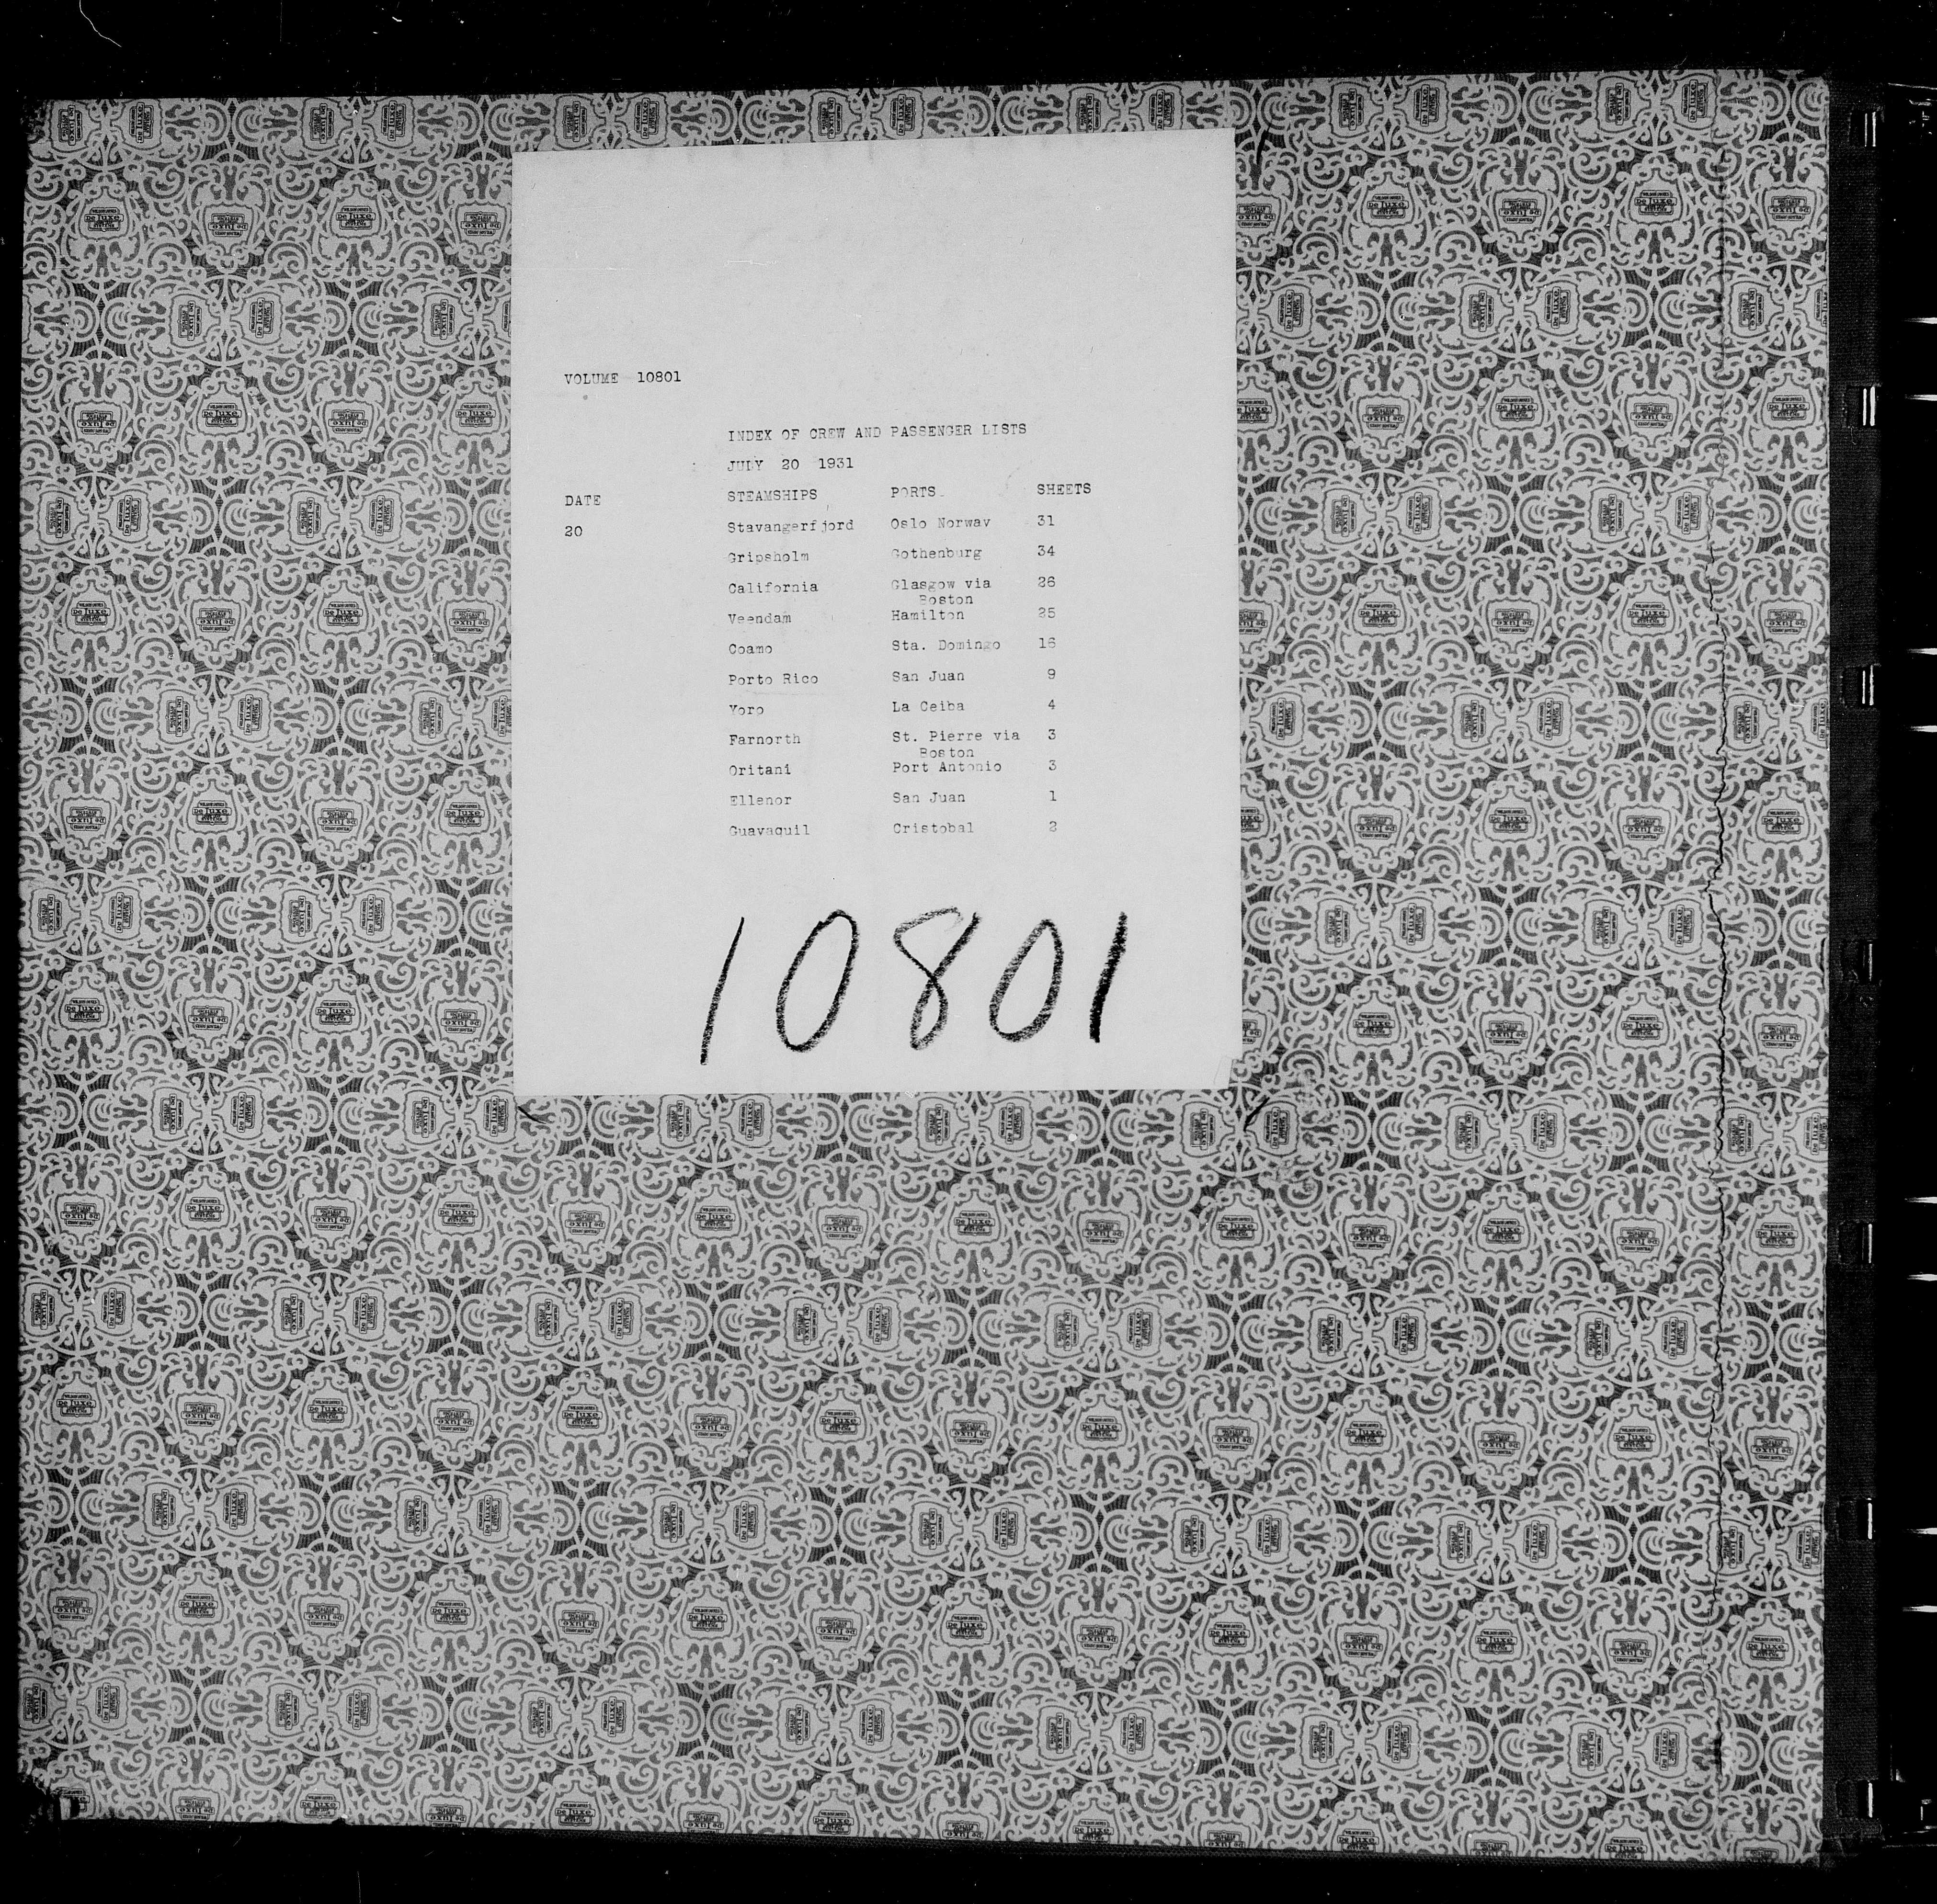 VOLUME 10801
INDEX OF CREW AND PASSENGER LISTS
JULY 20 1931
DATE STEAMSHIPS PORTS SHEETS
20 Stavangerfjord Oslo Norway 31
Gripsholm Gothenburg 34
California Glasgow via 26
Boston
Veendam Hamilton 25
Coamo Sta. Domingo 16
Porto Rico San Juan 9
Yoro La Ceiba 4
Farnorth St. Pierre via 3
Boston
Oritani Port Antonio 3
Ellenor San Juan 1
Guayaquil Cristobal 2
10801
De luxe